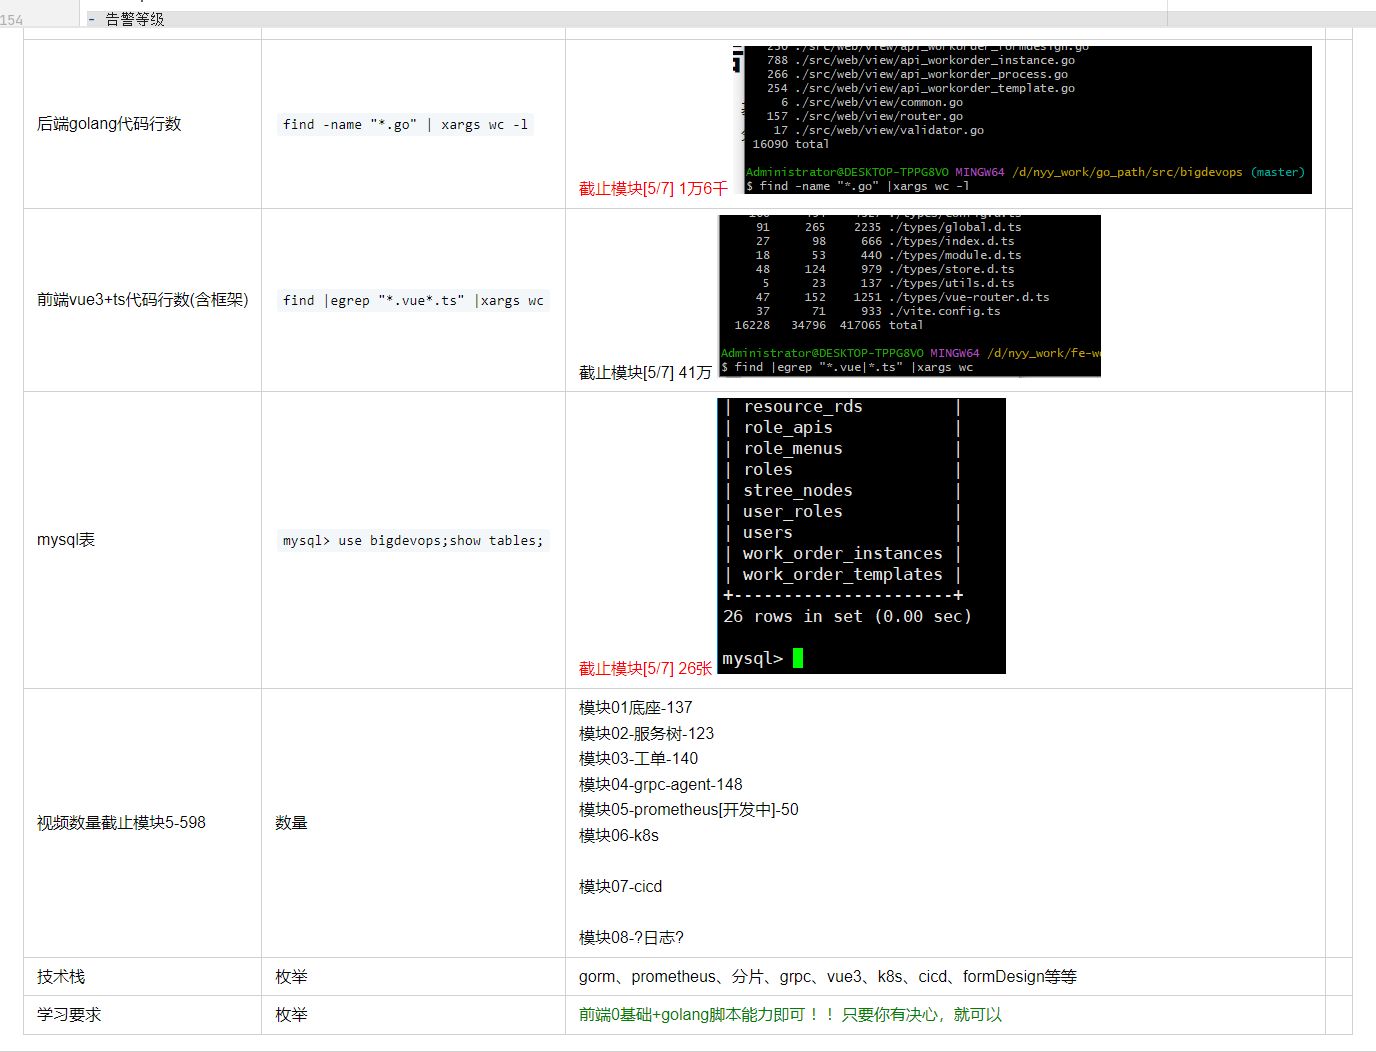 154
- 告警等级
后端golang代码行数
find -name "*.go" | xargs wc -l
250 ./src/web/view/api_workorder_formdesign.go
788 ./src/web/view/api_workorder_instance.go
266 ./src/web/view/api_workorder_process.go
254 ./src/web/view/api_workorder_template.go
6 ./src/web/view/common.go
157 ./src/web/view/router.go
17 ./src/web/view/validator.go
16090 total
Administrator@DESKTOP-TPPG8VO MINGW64 /d/nyy_work/go_path/src/bigdevops (master)
$ find -name "*.go" |xargs wc -l
截止模块[5/7] 1万6千
前端vue3+ts代码行数(含框架)
find |egrep "*.vue*.ts" |xargs wc
./types/config.d.ts
91 265 2235 ./types/global.d.ts
27 98 666 ./types/index.d.ts
18 53 440 ./types/module.d.ts
48 124 979 ./types/store.d.ts
5 23 137 ./types/utils.d.ts
47 152 1251 ./types/vue-router.d.ts
37 71 933 ./vite.config.ts
16228 34796 417065 total
Administrator@DESKTOP-TPPG8VO MINGW64 /d/nyy_work/fe-w
$ find |egrep "*.vue|*.ts" |xargs wc
截止模块[5/7] 41万
mysql表
mysql> use bigdevops;show tables;
| resource_rds |
| role_apis |
| role_menus |
| roles |
| stree_nodes |
| user_roles |
| users |
| work_order_instances |
| work_order_templates |
+----------------------+
26 rows in set (0.00 sec)
mysql>
截止模块[5/7] 26张
视频数量截止模块5-598
数量
模块01底座-137
模块02-服务树-123
模块03-工单-140
模块04-grpc-agent-148
模块05-prometheus[开发中]-50
模块06-k8s
模块07-cicd
模块08-?日志?
技术栈
枚举
gorm、prometheus、分片、grpc、vue3、k8s、cicd、formDesign等等
学习要求
枚举
前端0基础+golang脚本能力即可！！只要你有决心，就可以